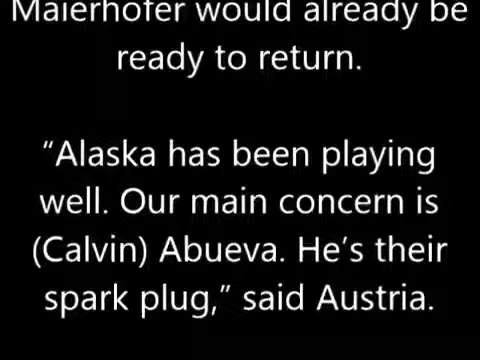 Maierhofer would already be
ready to return.
“Alaska has been playing
well. Our main concern is
(Calvin) Abueva. He’s their
spark plug,” said Austria.